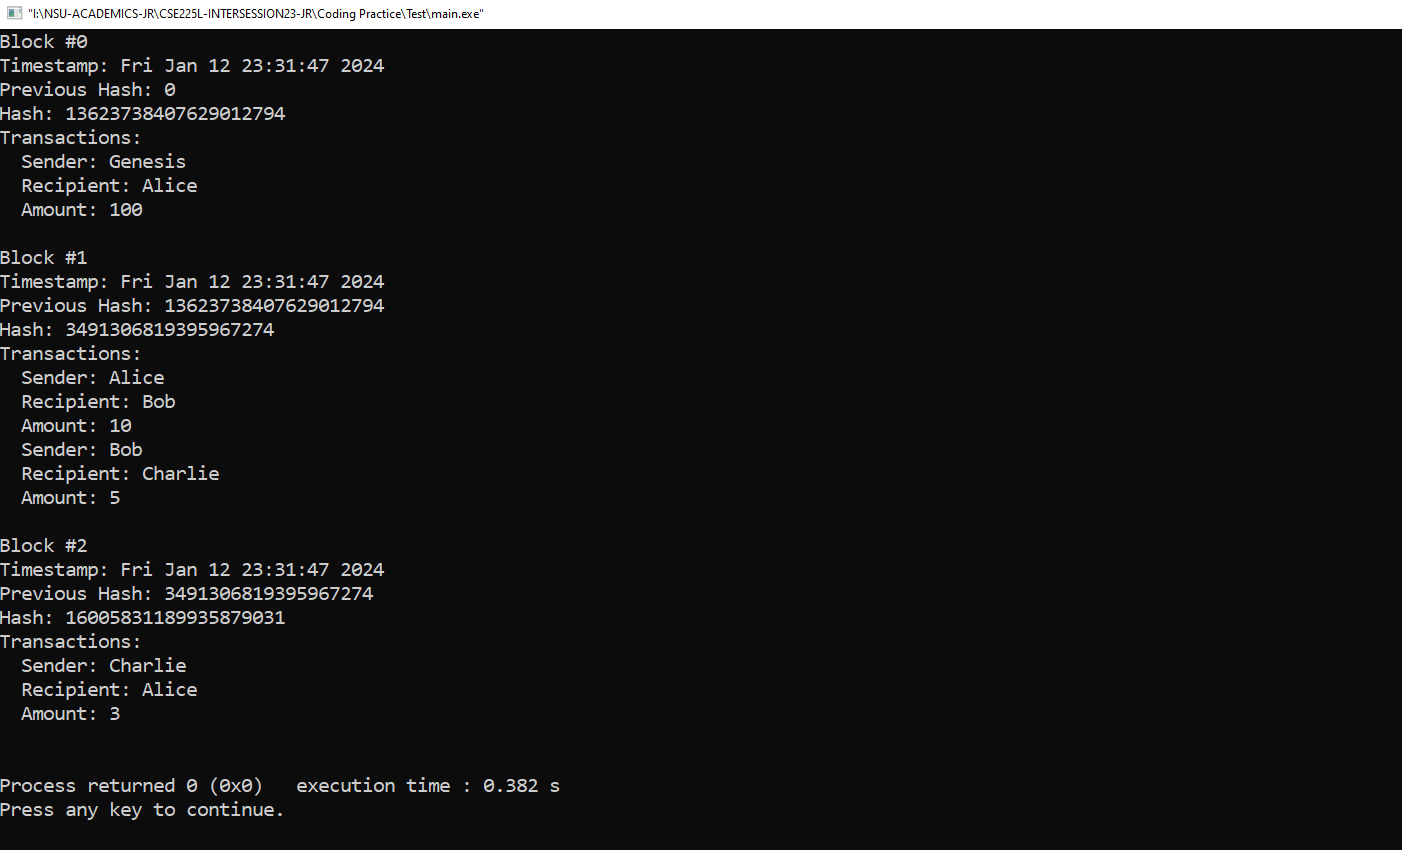 "I:\NSU-ACADEMICS-JR\CSE225L-INTERSESSION23-JR\Coding Practice\Test\main.exe"
Block #0
Timestamp: Fri Jan 12 23:31:47 2024
Previous Hash: 0
Hash: 13623738407629012794
Transactions:
  Sender: Genesis
  Recipient: Alice
  Amount: 100

Block #1
Timestamp: Fri Jan 12 23:31:47 2024
Previous Hash: 13623738407629012794
Hash: 3491306819395967274
Transactions:
  Sender: Alice
  Recipient: Bob
  Amount: 10
  Sender: Bob
  Recipient: Charlie
  Amount: 5

Block #2
Timestamp: Fri Jan 12 23:31:47 2024
Previous Hash: 3491306819395967274
Hash: 16005831189935879031
Transactions:
  Sender: Charlie
  Recipient: Alice
  Amount: 3

Process returned 0 (0x0)   execution time : 0.382 s
Press any key to continue.